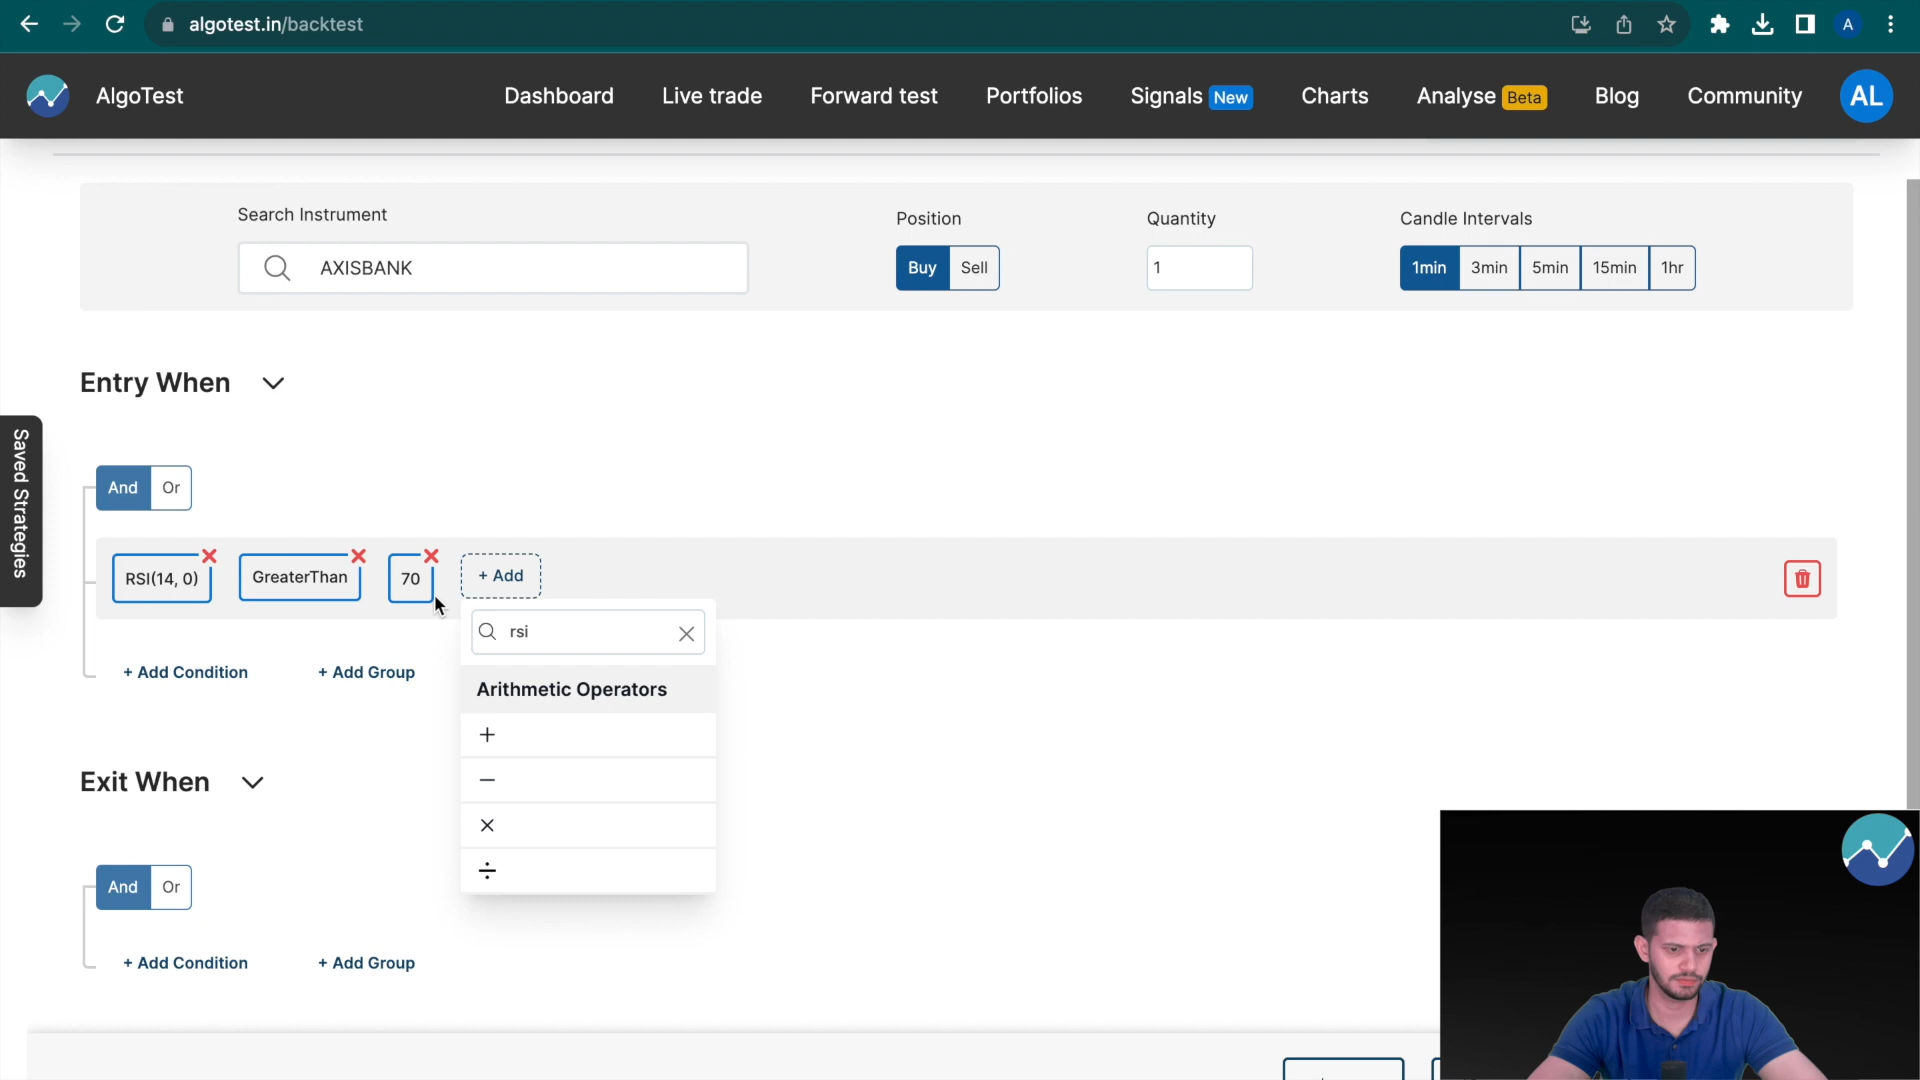 algotest.in/backtest
A
AlgoTest
Dashboard
Live trade
Forward test
Portfolios
Signals New
Charts
Analyse Beta
Blog
Community
AL
Search Instrument
AXISBANK
Position
Buy Sell
Quantity
1
Candle Intervals
1min 3min 5min 15min 1hr
Entry When
Saved Strategies
And Or
RSI(14, 0)
GreaterThan
70
+ Add
rsi
+ Add Condition
+ Add Group
Arithmetic Operators
+
−
×
÷
Exit When
And Or
+ Add Condition
+ Add Group